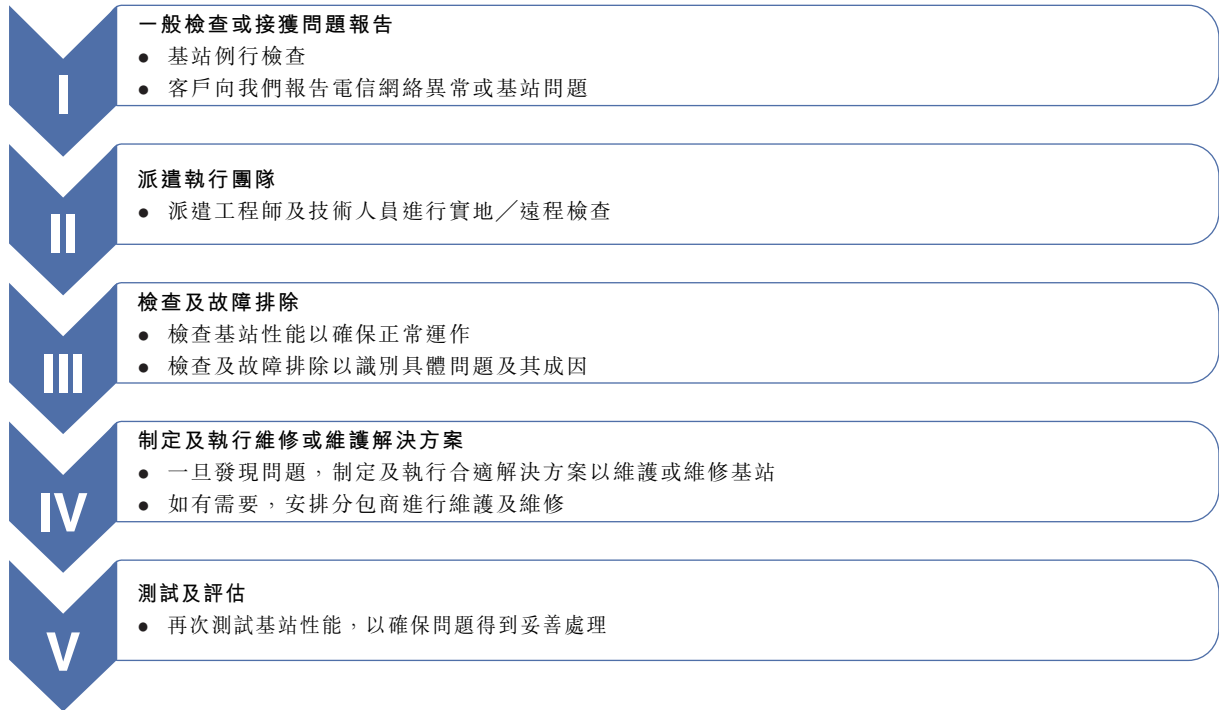 I
一般檢查或接獲問題報告
● 基站例行檢查
● 客戶向我們報告電信網絡異常或基站問題
II
派遣執行團隊
● 派遣工程師及技術人員進行實地╱遠程檢查
III
檢查及故障排除
● 檢查基站性能以確保正常運作
● 檢查及故障排除以識別具體問題及其成因
IV
制定及執行維修或維護解決方案
● 一旦發現問題，制定及執行合適解決方案以維護或維修基站
● 如有需要，安排分包商進行維護及維修
V
測試及評估
● 再次測試基站性能，以確保問題得到妥善處理